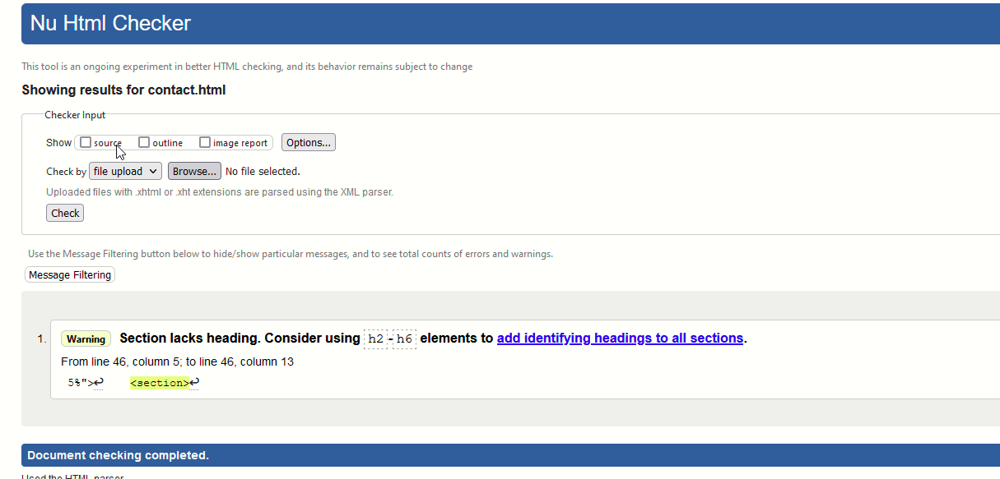 Nu Html Checker
This tool is an ongoing experiment in better HTML checking, and its behavior remains subject to change
Showing results for contact.html
Checker Input
Show source outline image report Options...
Check by file upload Browse... No file selected.
Uploaded files with .xhtml or .xht extensions are parsed using the XML parser.
Check
Use the Message Filtering button below to hide/show particular messages, and to see total counts of errors and warnings.
Message Filtering
1. Warning Section lacks heading. Consider using h2-h6 elements to add identifying headings to all sections.
From line 46, column 5; to line 46, column 13
5%">↩ <section>↩
Document checking completed.
Used the HTML parser.